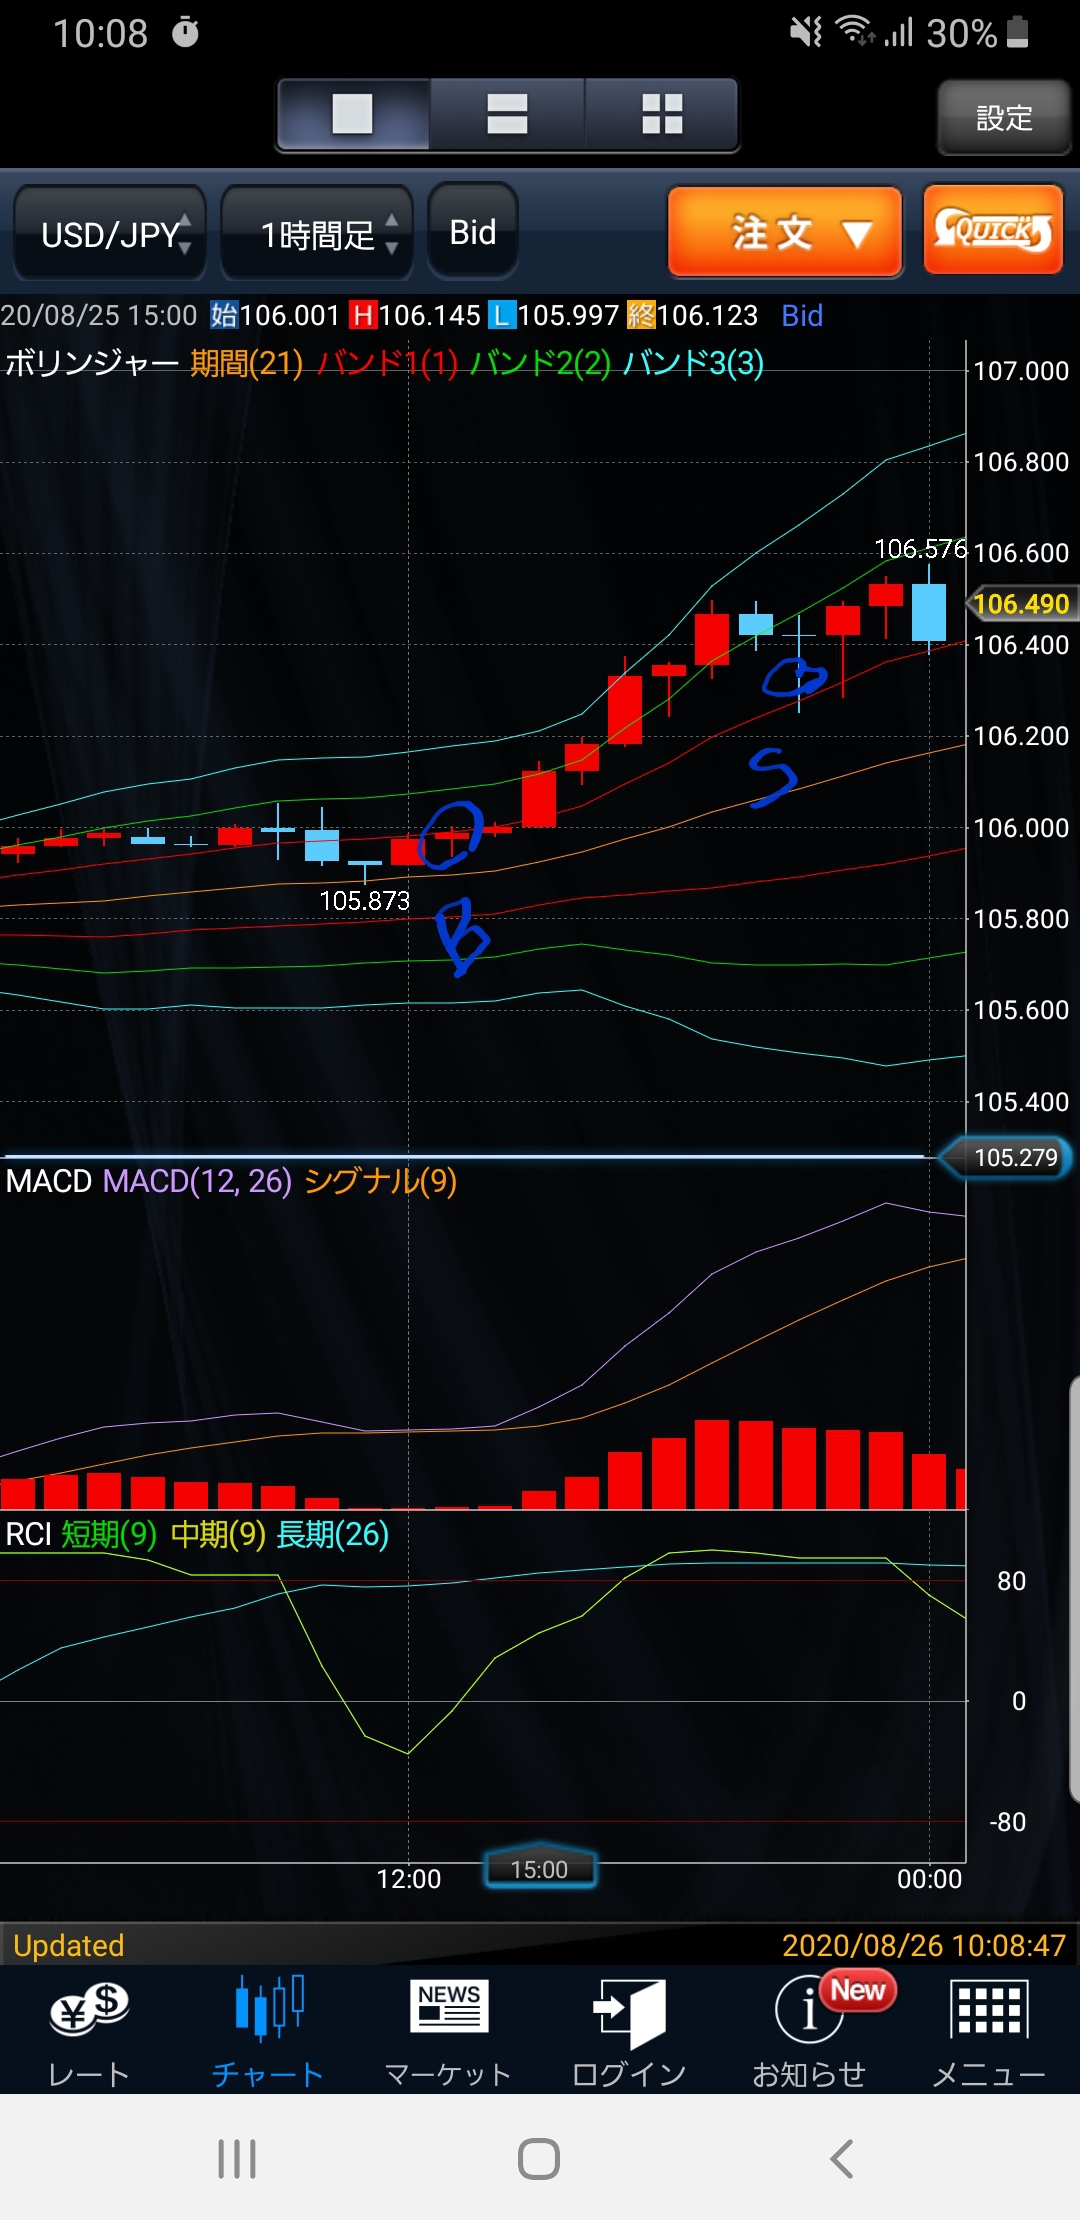 10:08 30%
設定
USD/JPY 1時間足 Bid 注文 ▼ QUICK
20/08/25 15:00 始106.001 H106.145 L105.997 終106.123 Bid
ボリンジャー 期間(21) バンド1(1) バンド2(2) バンド3(3)
107.000
106.800
106.576
106.600
106.490
106.400
S
106.200
106.000
105.873
B
105.800
105.600
105.400
105.279
MACD MACD(12, 26) シグナル(9)
RCI 短期(9) 中期(9) 長期(26)
80
0
-80
12:00 15:00 00:00
Updated 2020/08/26 10:08:47
¥ $ NEWS i New
レート チャート マーケット ログイン お知らせ メニュー